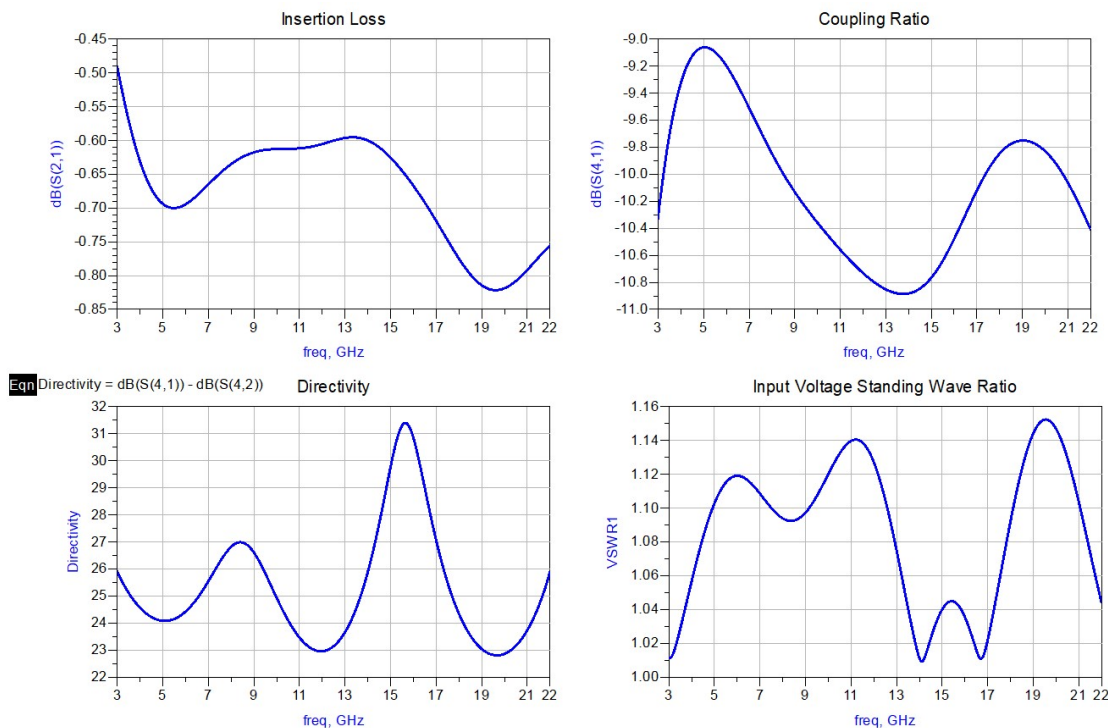 Insertion Loss
-0.45
-0.50
-0.55
-0.60
-0.65
-0.70
-0.75
-0.80
-0.85
dB(S(2,1))
3 5 7 9 11 13 15 17 19 21 22
freq, GHz
Coupling Ratio
-9.0
-9.2
-9.4
-9.6
-9.8
-10.0
-10.2
-10.4
-10.6
-10.8
-11.0
dB(S(4,1))
3 5 7 9 11 13 15 17 19 21 22
freq, GHz
Eqn Directivity = dB(S(4,1)) - dB(S(4,2))
Directivity
32
31
30
29
28
27
26
25
24
23
22
Directivity
3 5 7 9 11 13 15 17 19 21 22
freq, GHz
Input Voltage Standing Wave Ratio
1.16
1.14
1.12
1.10
1.08
1.06
1.04
1.02
1.00
VSWR1
3 5 7 9 11 13 15 17 19 21 22
freq, GHz